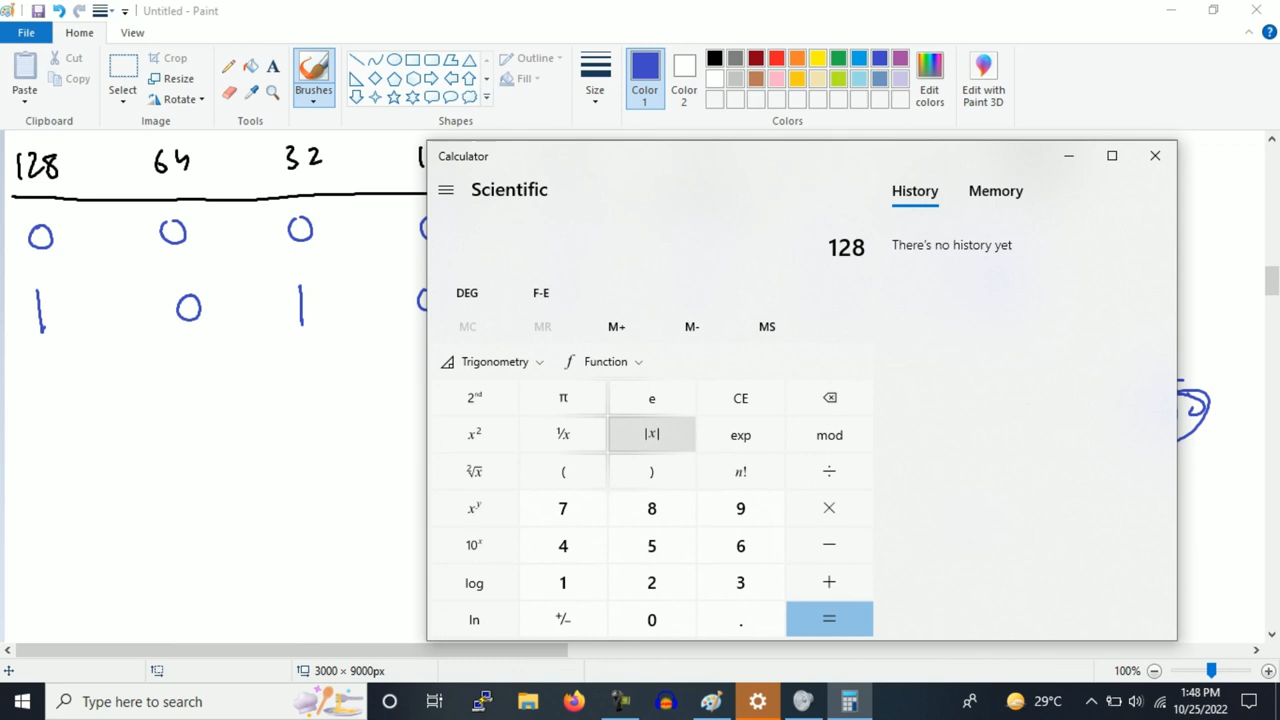 Untitled - Paint
File Home View
Cut
Copy
Paste
Clipboard
Crop
Resize
Rotate
Select
Image
A
Tools
Brushes
Outline
Fill
Shapes
Size
Color 1
Color 2
Edit colors
Edit with Paint 3D
Colors
128 64 32 1
0 0 0 0
1 0 1 0
Calculator
Scientific
History Memory
128
There's no history yet
DEG F-E
MC MR M+ M- MS
Trigonometry f Function
2nd π e CE
x2 1/x |x| exp mod
2√x ( ) n! ÷
xy 7 8 9 ×
10x 4 5 6 −
log 1 2 3 +
ln +/− 0 . =
3000 × 9000px
100%
Type here to search
29°C
1:48 PM
10/25/2022